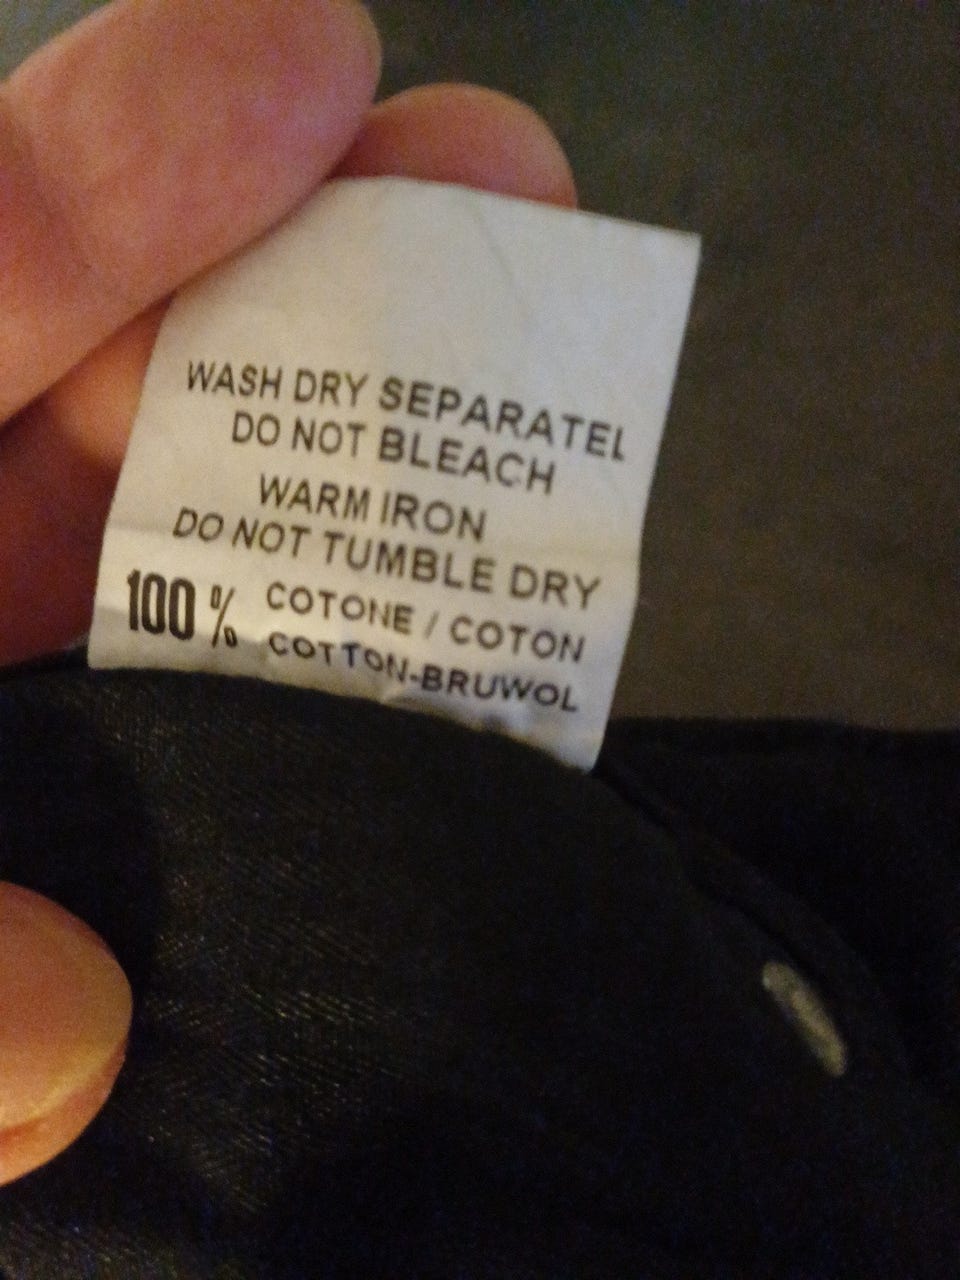 WASH DRY SEPARATEL
DO NOT BLEACH
WARM IRON
DO NOT TUMBLE DRY
100 % COTONE / COTON
COTTON-BRUWOL